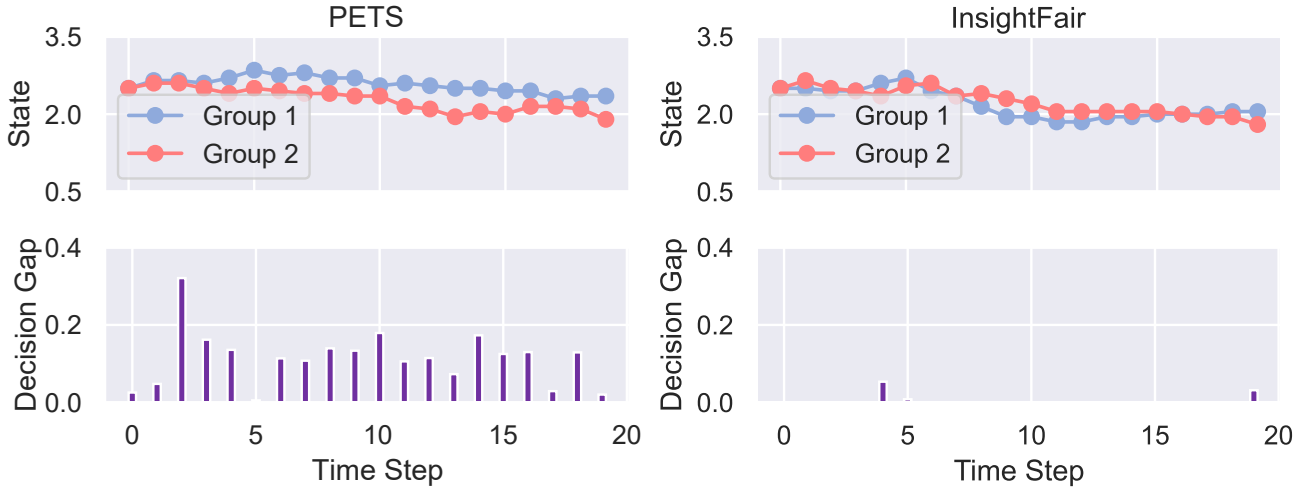 PETS
3.5
2.0
0.5
State
Group 1
Group 2
0.4
0.2
0.0
Decision Gap
0 5 10 15 20
Time Step
InsightFair
3.5
2.0
0.5
State
Group 1
Group 2
0.4
0.2
0.0
Decision Gap
0 5 10 15 20
Time Step